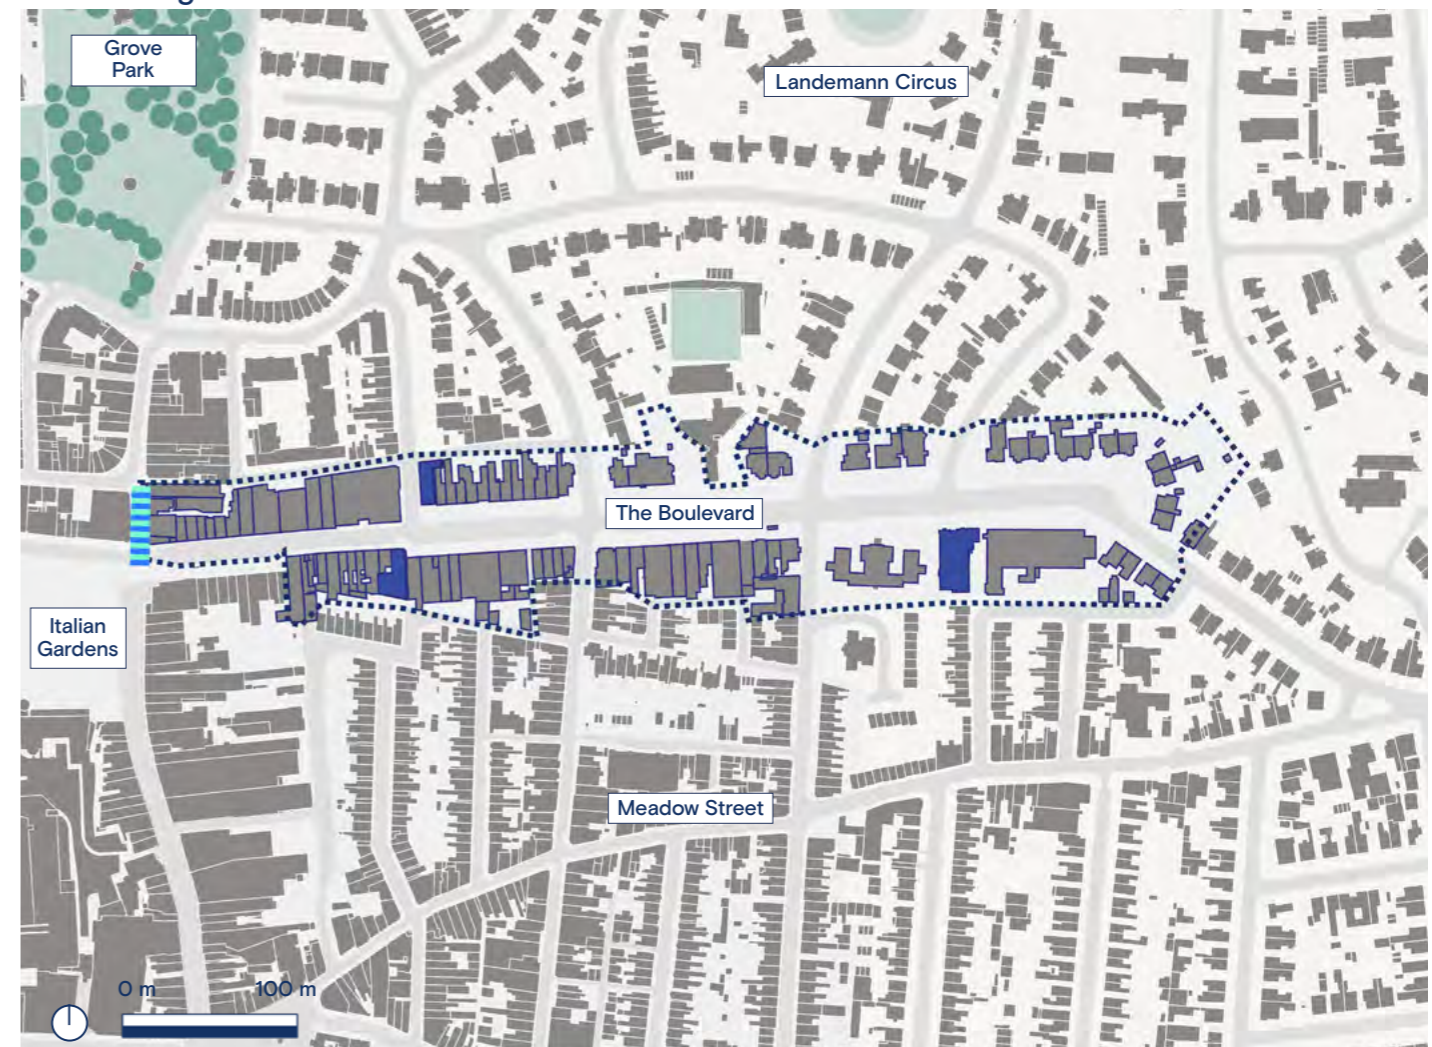 Grove
Park
Landemann Circus
The Boulevard
Italian
Gardens
Meadow Street
0 m 100 m